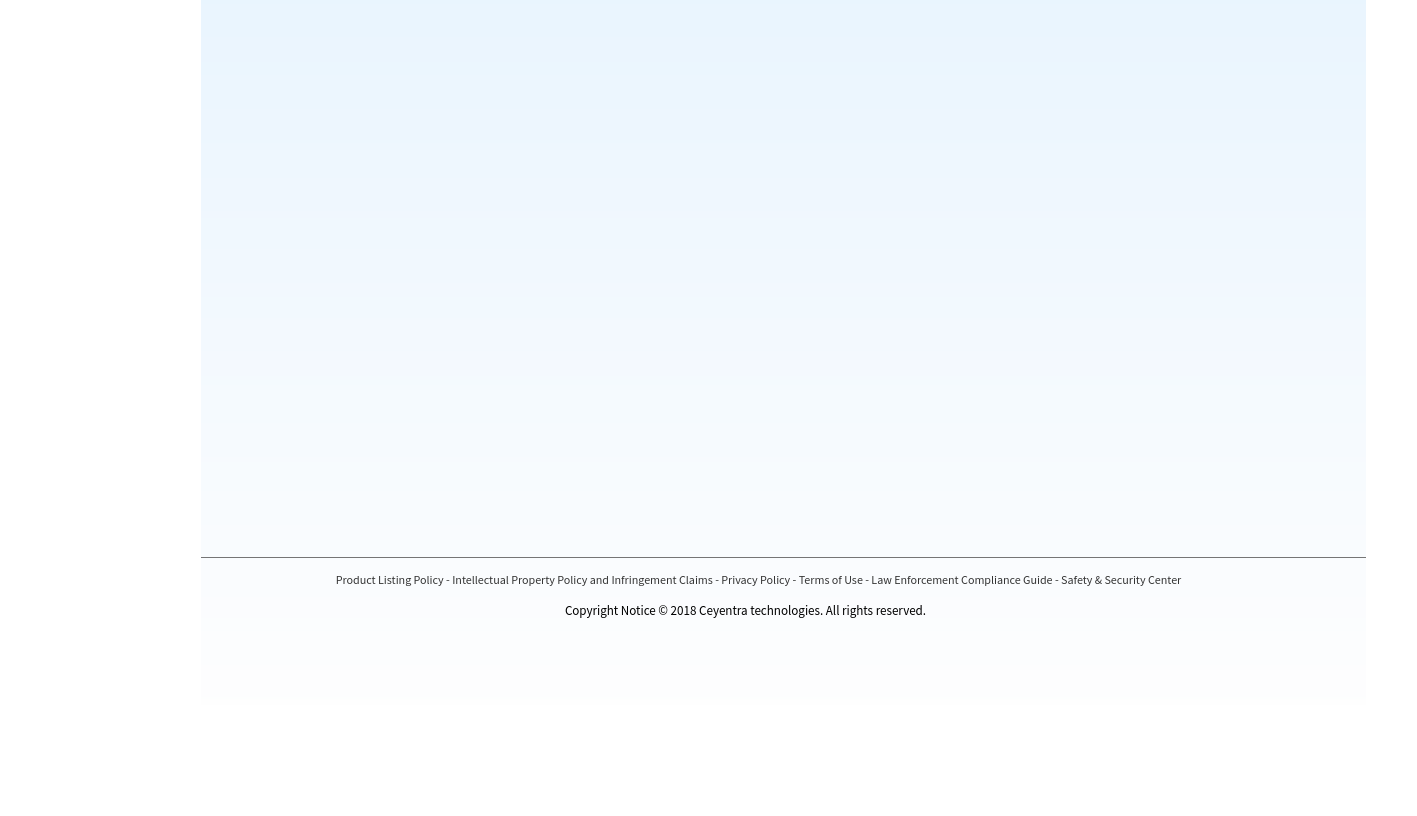 Product Listing Policy - Intellectual Property Policy and Infringement Claims - Privacy Policy - Terms of Use - Law Enforcement Compliance Guide - Safety & Security Center
Copyright Notice © 2018 Ceyentra technologies. All rights reserved.